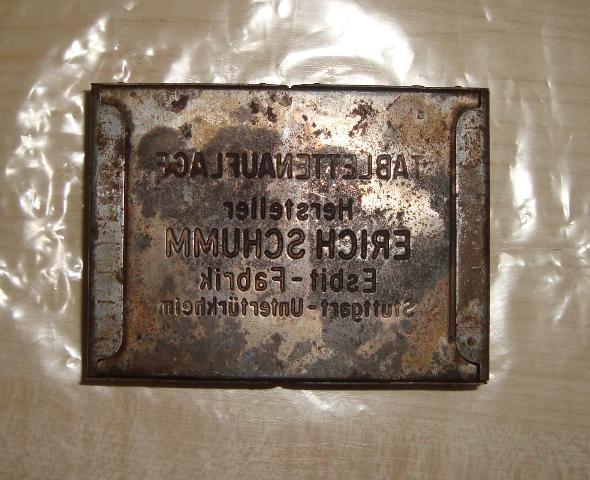 TABLETTENAUFLAGE
Hersteller
ERICH SCHUMM
Esbit-Fabrik
Stuttgart-Untertürkheim